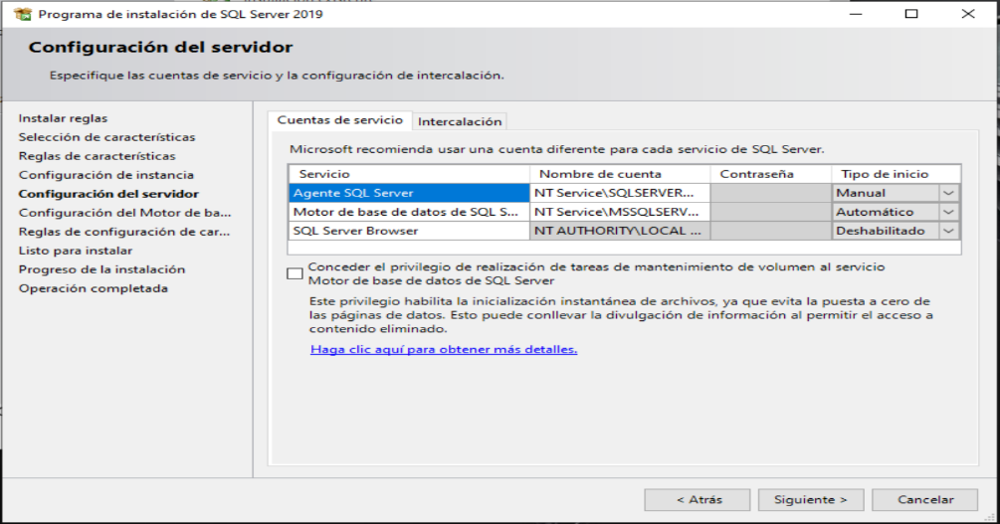 Programa de instalación de SQL Server 2019
Configuración del servidor
Especifique las cuentas de servicio y la configuración de intercalación.
Instalar reglas
Selección de características
Reglas de características
Configuración de instancia
Configuración del servidor
Configuración del Motor de ba...
Reglas de configuración de car...
Listo para instalar
Progreso de la instalación
Operación completada
Cuentas de servicio Intercalación
Microsoft recomienda usar una cuenta diferente para cada servicio de SQL Server.
Servicio Nombre de cuenta Contraseña Tipo de inicio
Agente SQL Server NT Service\SQLSERVER... Manual
Motor de base de datos de SQL S... NT Service\MSSQLSERV... Automático
SQL Server Browser NT AUTHORITY\LOCAL ... Deshabilitado
Conceder el privilegio de realización de tareas de mantenimiento de volumen al servicio
Motor de base de datos de SQL Server
Este privilegio habilita la inicialización instantánea de archivos, ya que evita la puesta a cero de
las páginas de datos. Esto puede conllevar la divulgación de información al permitir el acceso a
contenido eliminado.
Haga clic aquí para obtener más detalles.
< Atrás Siguiente > Cancelar